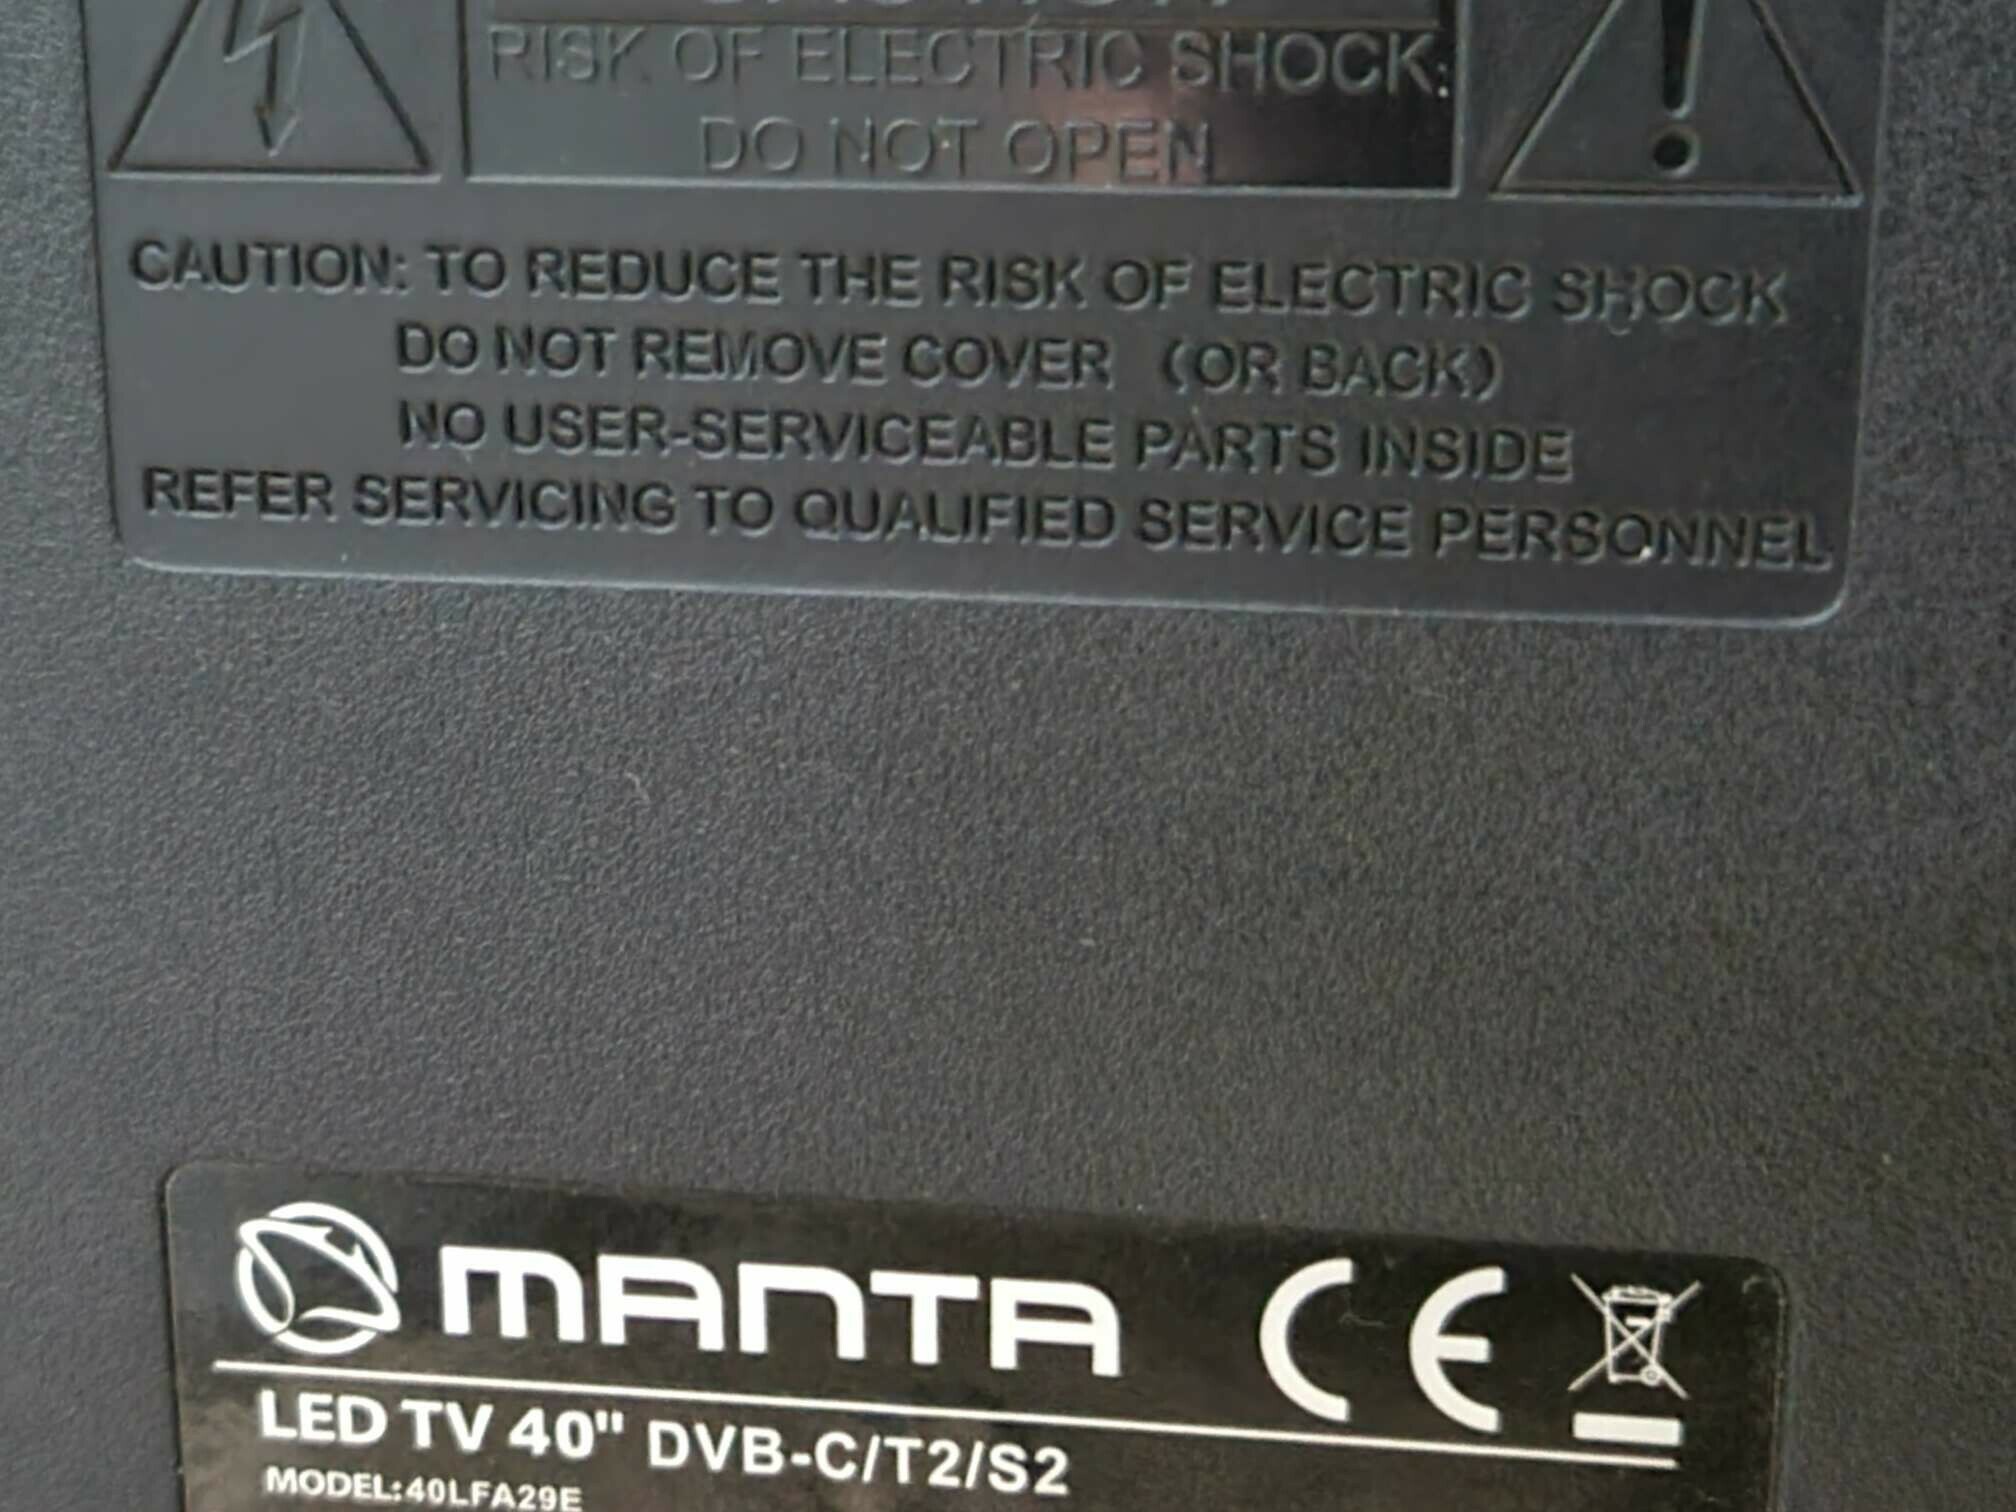 CAUTION
RISK OF ELECTRIC SHOCK
DO NOT OPEN
CAUTION: TO REDUCE THE RISK OF ELECTRIC SHOCK
DO NOT REMOVE COVER (OR BACK)
NO USER-SERVICEABLE PARTS INSIDE
REFER SERVICING TO QUALIFIED SERVICE PERSONNEL
MANTA CE
LED TV 40" DVB-C/T2/S2
MODEL:40LFA29E